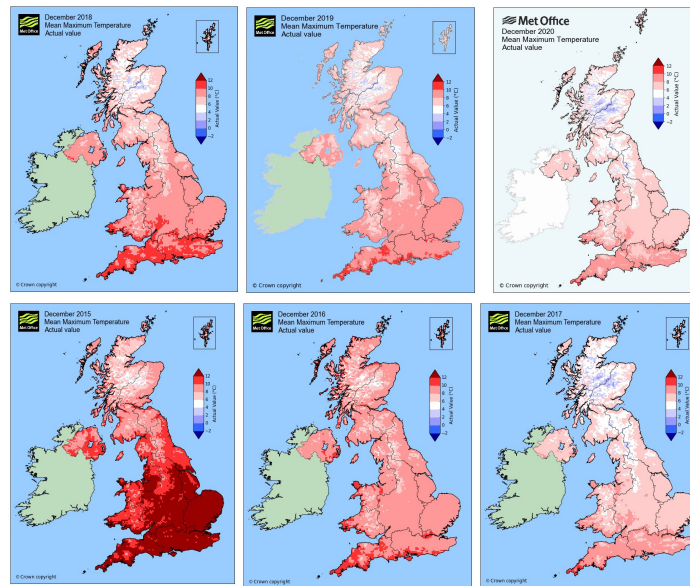 Met Office
December 2018
Mean Maximum Temperature
Actual value
12
10
8
6
4
2
0
−2
Actual Value (°C)
© Crown copyright
Met Office
December 2019
Mean Maximum Temperature
Actual value
12
10
8
6
4
2
0
−2
Actual Value (°C)
© Crown copyright
Met Office
December 2020
Mean Maximum Temperature
Actual value
12
10
8
6
4
2
0
−2
Actual Value (°C)
© Crown copyright
Met Office
December 2015
Mean Maximum Temperature
Actual value
12
10
8
6
4
2
0
−2
Actual Value (°C)
© Crown copyright
Met Office
December 2016
Mean Maximum Temperature
Actual value
12
10
8
6
4
2
0
−2
Actual Value (°C)
© Crown copyright
Met Office
December 2017
Mean Maximum Temperature
Actual value
12
10
8
6
4
2
0
−2
Actual Value (°C)
© Crown copyright